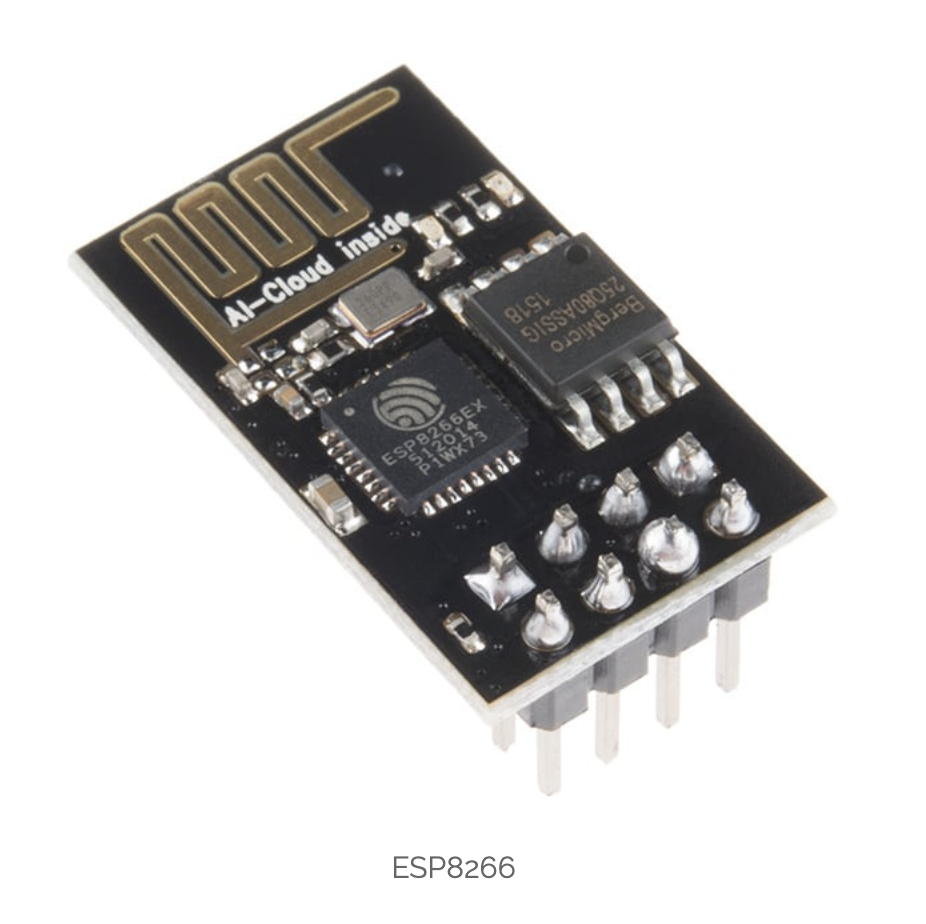 AI-Cloud inside
BergMicro
25Q80ASSIG
1518
ESP8266EX
512014
P1WX73
ESP8266